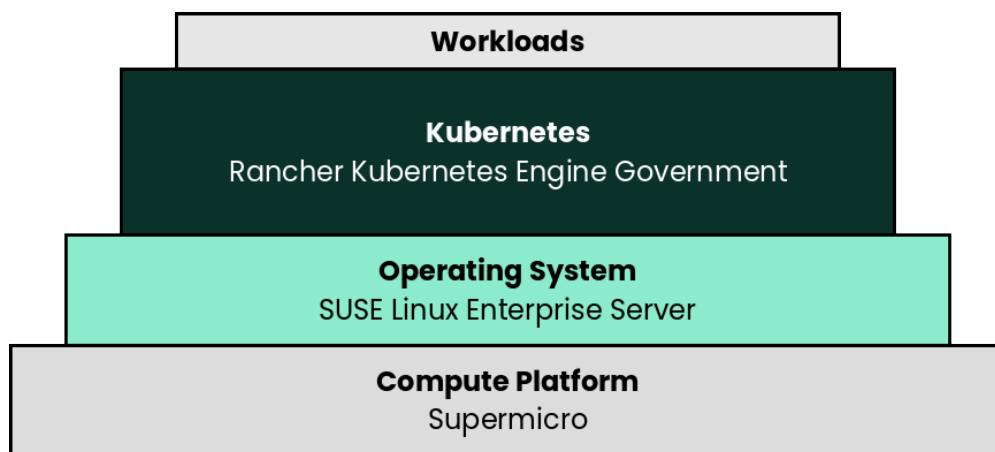 Workloads
Kubernetes
Rancher Kubernetes Engine Government
Operating System
SUSE Linux Enterprise Server
Compute Platform
Supermicro